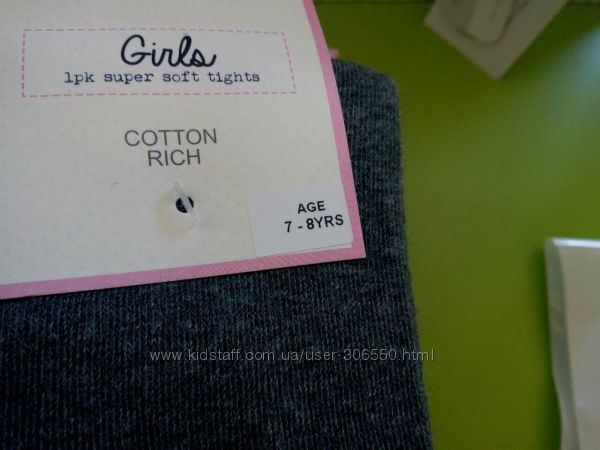 Girls
1pk super soft tights
COTTON
RICH
AGE
7 - 8YRS
www.kidstaff.com.ua/user-306550.html